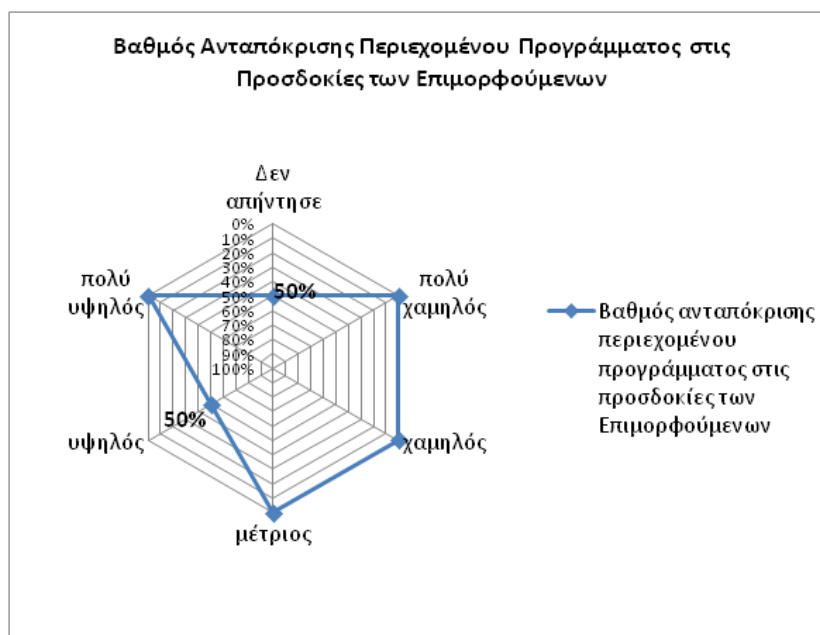 Βαθμός Ανταπόκρισης Περιεχομένου Προγράμματος στις
Προσδοκίες των Επιμορφούμενων
Δεν
απήντησε
0%
10%
20%
30%
40%
50%
60%
70%
80%
90%
100%
50%
πολύ
χαμηλός
χαμηλός
μέτριος
υψηλός
50%
πολύ
υψηλός
Βαθμός ανταπόκρισης
περιεχομένου
προγράμματος στις
προσδοκίες των
Επιμορφούμενων